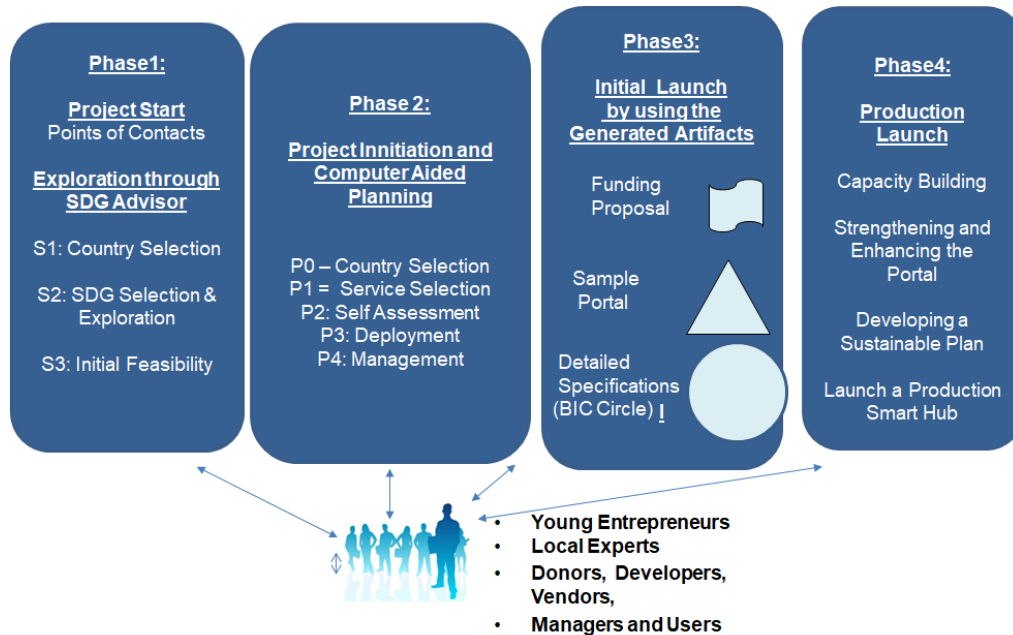 Phase1:
Project Start
Points of Contacts
Exploration through
SDG Advisor
S1: Country Selection
S2: SDG Selection &
Exploration
S3: Initial Feasibility
Phase 2:
Project Innitiation and
Computer Aided
Planning
P0 – Country Selection
P1 = Service Selection
P2: Self Assessment
P3: Deployment
P4: Management
Phase3:
Initial Launch
by using the
Generated Artifacts
Funding
Proposal
Sample
Portal
Detailed
Specifications
(BIC Circle) I
Phase4:
Production
Launch
Capacity Building
Strengthening and
Enhancing the
Portal
Developing a
Sustainable Plan
Launch a Production
Smart Hub
• Young Entrepreneurs
• Local Experts
• Donors, Developers,
Vendors,
• Managers and Users